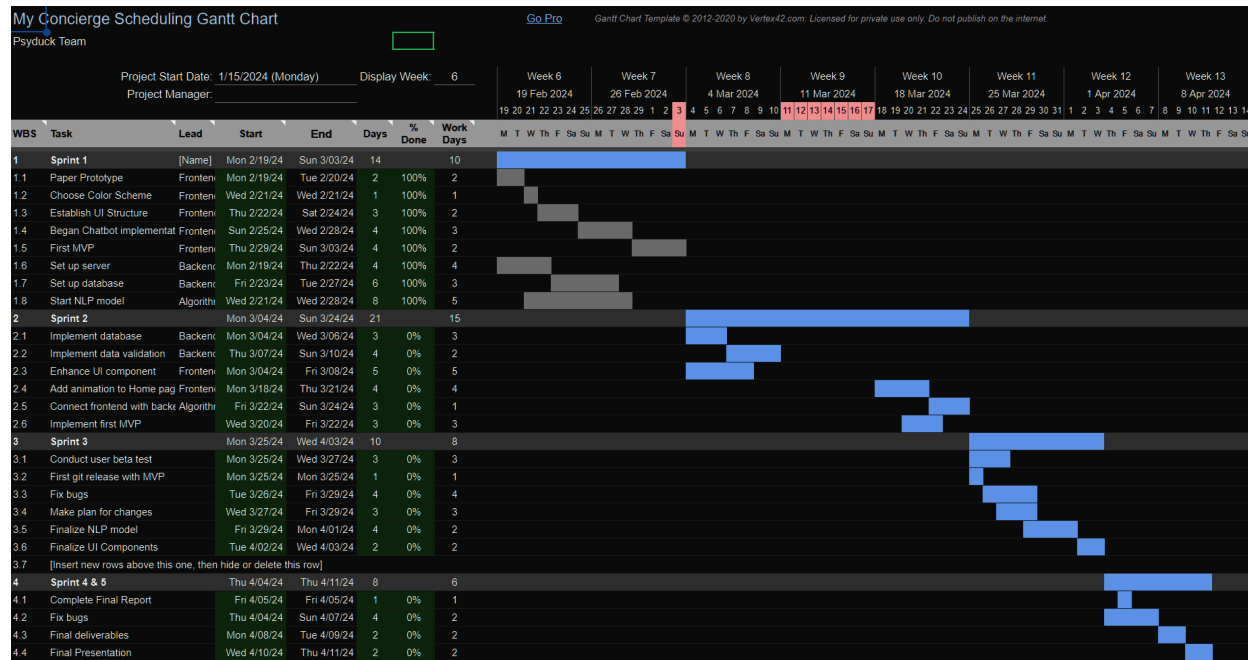 My Concierge Scheduling Gantt Chart Go Pro Gantt Chart Template © 2012-2020 by Vertex42.com: Licensed for private use only. Do not publish on the internet.
Psyduck Team
Project Start Date: 1/15/2024 (Monday) Display Week: 6 Week 6 Week 7 Week 8 Week 9 Week 10 Week 11 Week 12 Week 13
Project Manager: 19 Feb 2024 26 Feb 2024 4 Mar 2024 11 Mar 2024 18 Mar 2024 25 Mar 2024 1 Apr 2024 8 Apr 2024
19 20 21 22 23 24 25 26 27 28 29 1 2 3 4 5 6 7 8 9 10 11 12 13 14 15 16 17 18 19 20 21 22 23 24 25 26 27 28 29 30 31 1 2 3 4 5 6 7 8 9 10 11 12 13 14
WBS Task Lead Start End Days % Done Work Days M T W Th F Sa Su M T W Th F Sa Su M T W Th F Sa Su M T W Th F Sa Su M T W Th F Sa Su M T W Th F Sa Su M T W Th F Sa Su M T W Th F Sa Su
1 Sprint 1 [Name] Mon 2/19/24 Sun 3/03/24 14 10
1.1 Paper Prototype Fronten Mon 2/19/24 Tue 2/20/24 2 100% 2
1.2 Choose Color Scheme Fronten Wed 2/21/24 Wed 2/21/24 1 100% 1
1.3 Establish UI Structure Fronten Thu 2/22/24 Sat 2/24/24 3 100% 2
1.4 Began Chatbot implementat Fronten Sun 2/25/24 Wed 2/28/24 4 100% 3
1.5 First MVP Fronten Thu 2/29/24 Sun 3/03/24 4 100% 2
1.6 Set up server Backend Mon 2/19/24 Thu 2/22/24 4 100% 4
1.7 Set up database Backend Fri 2/23/24 Tue 2/27/24 6 100% 3
1.8 Start NLP model Algorith Wed 2/21/24 Wed 2/28/24 8 100% 5
2 Sprint 2 Mon 3/04/24 Sun 3/24/24 21 15
2.1 Implement database Backend Mon 3/04/24 Wed 3/06/24 3 0% 3
2.2 Implement data validation Backend Thu 3/07/24 Sun 3/10/24 4 0% 2
2.3 Enhance UI component Fronten Mon 3/04/24 Fri 3/08/24 5 0% 5
2.4 Add animation to Home pag Fronten Mon 3/18/24 Thu 3/21/24 4 0% 4
2.5 Connect frontend with backe Algorith Fri 3/22/24 Sun 3/24/24 3 0% 1
2.6 Implement first MVP Wed 3/20/24 Fri 3/22/24 3 0% 3
3 Sprint 3 Mon 3/25/24 Wed 4/03/24 10 8
3.1 Conduct user beta test Mon 3/25/24 Wed 3/27/24 3 0% 3
3.2 First git release with MVP Mon 3/25/24 Mon 3/25/24 1 0% 1
3.3 Fix bugs Tue 3/26/24 Fri 3/29/24 4 0% 4
3.4 Make plan for changes Wed 3/27/24 Fri 3/29/24 3 0% 3
3.5 Finalize NLP model Fri 3/29/24 Mon 4/01/24 4 0% 2
3.6 Finalize UI Components Tue 4/02/24 Wed 4/03/24 2 0% 2
3.7 [Insert new rows above this one, then hide or delete this row]
4 Sprint 4 & 5 Thu 4/04/24 Thu 4/11/24 8 6
4.1 Complete Final Report Fri 4/05/24 Fri 4/05/24 1 0% 1
4.2 Fix bugs Thu 4/04/24 Sun 4/07/24 4 0% 2
4.3 Final deliverables Mon 4/08/24 Tue 4/09/24 2 0% 2
4.4 Final Presentation Wed 4/10/24 Thu 4/11/24 2 0% 2